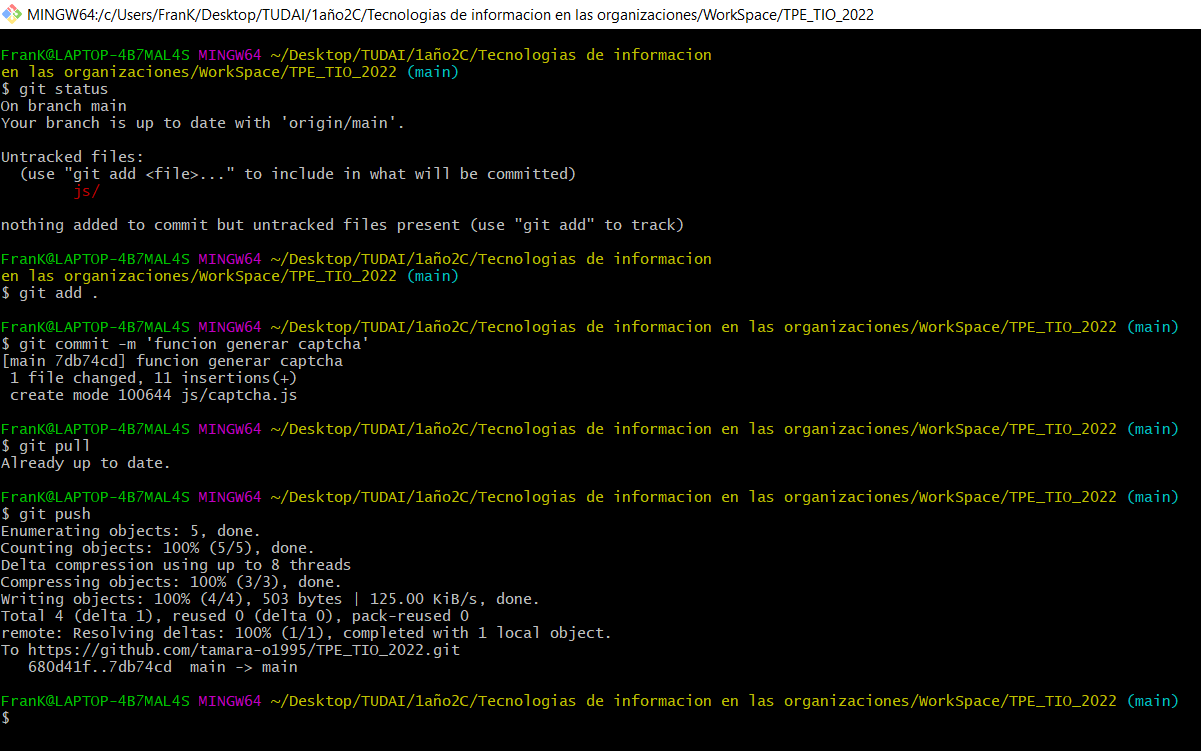 MINGW64:/c/Users/FranK/Desktop/TUDAI/1año2C/Tecnologias de informacion en las organizaciones/WorkSpace/TPE_TIO_2022
FranK@LAPTOP-4B7MAL4S MINGW64 ~/Desktop/TUDAI/1año2C/Tecnologias de informacion
en las organizaciones/WorkSpace/TPE_TIO_2022 (main)
$ git status
On branch main
Your branch is up to date with 'origin/main'.
Untracked files:
  (use "git add <file>..." to include in what will be committed)
        js/
nothing added to commit but untracked files present (use "git add" to track)
FranK@LAPTOP-4B7MAL4S MINGW64 ~/Desktop/TUDAI/1año2C/Tecnologias de informacion
en las organizaciones/WorkSpace/TPE_TIO_2022 (main)
$ git add .
FranK@LAPTOP-4B7MAL4S MINGW64 ~/Desktop/TUDAI/1año2C/Tecnologias de informacion en las organizaciones/WorkSpace/TPE_TIO_2022 (main)
$ git commit -m 'funcion generar captcha'
[main 7db74cd] funcion generar captcha
 1 file changed, 11 insertions(+)
 create mode 100644 js/captcha.js
FranK@LAPTOP-4B7MAL4S MINGW64 ~/Desktop/TUDAI/1año2C/Tecnologias de informacion en las organizaciones/WorkSpace/TPE_TIO_2022 (main)
$ git pull
Already up to date.
FranK@LAPTOP-4B7MAL4S MINGW64 ~/Desktop/TUDAI/1año2C/Tecnologias de informacion en las organizaciones/WorkSpace/TPE_TIO_2022 (main)
$ git push
Enumerating objects: 5, done.
Counting objects: 100% (5/5), done.
Delta compression using up to 8 threads
Compressing objects: 100% (3/3), done.
Writing objects: 100% (4/4), 503 bytes | 125.00 KiB/s, done.
Total 4 (delta 1), reused 0 (delta 0), pack-reused 0
remote: Resolving deltas: 100% (1/1), completed with 1 local object.
To https://github.com/tamara-o1995/TPE_TIO_2022.git
   680d41f..7db74cd  main -> main
FranK@LAPTOP-4B7MAL4S MINGW64 ~/Desktop/TUDAI/1año2C/Tecnologias de informacion en las organizaciones/WorkSpace/TPE_TIO_2022 (main)
$